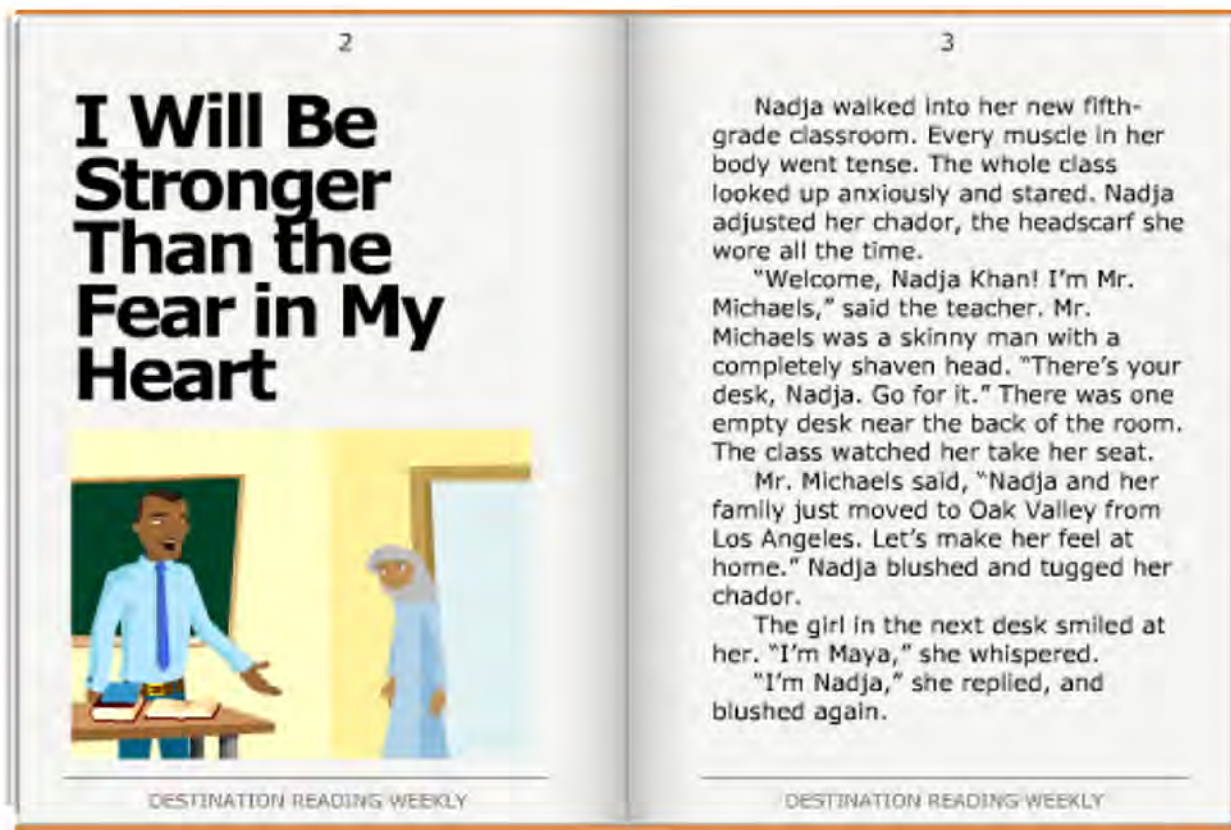 2
I Will Be
Stronger
Than the
Fear in My
Heart
DESTINATION READING WEEKLY
3
Nadja walked into her new fifth-
grade classroom. Every muscle in her
body went tense. The whole class
looked up anxiously and stared. Nadja
adjusted her chador, the headscarf she
wore all the time.
“Welcome, Nadja Khan! I’m Mr.
Michaels,” said the teacher. Mr.
Michaels was a skinny man with a
completely shaven head. “There’s your
desk, Nadja. Go for it.” There was one
empty desk near the back of the room.
The class watched her take her seat.
Mr. Michaels said, “Nadja and her
family just moved to Oak Valley from
Los Angeles. Let’s make her feel at
home.” Nadja blushed and tugged her
chador.
The girl in the next desk smiled at
her. “I’m Maya,” she whispered.
“I’m Nadja,” she replied, and
blushed again.
DESTINATION READING WEEKLY